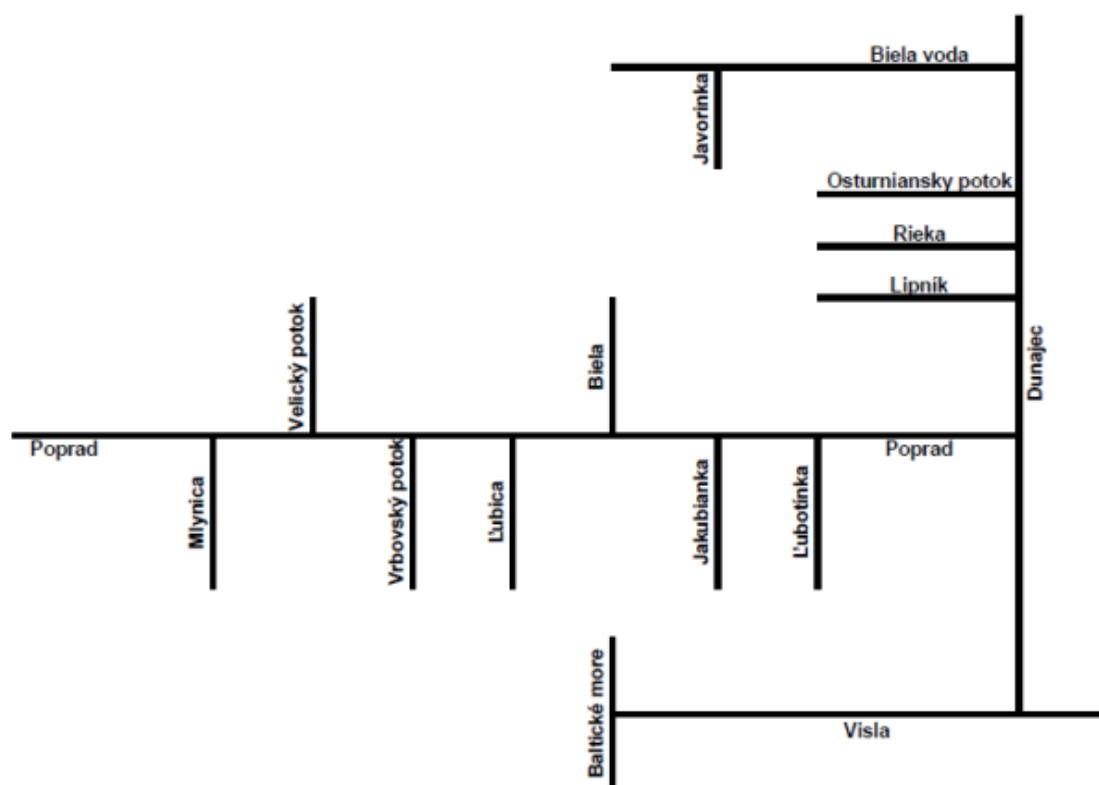 Biela voda
Javorinka
Osturniansky potok
Rieka
Lipník
Dunajec
Velický potok
Biela
Poprad
Poprad
Mlynica
Vrbovský potok
Ľubica
Jakubianka
Ľubotinka
Baltické more
Visla